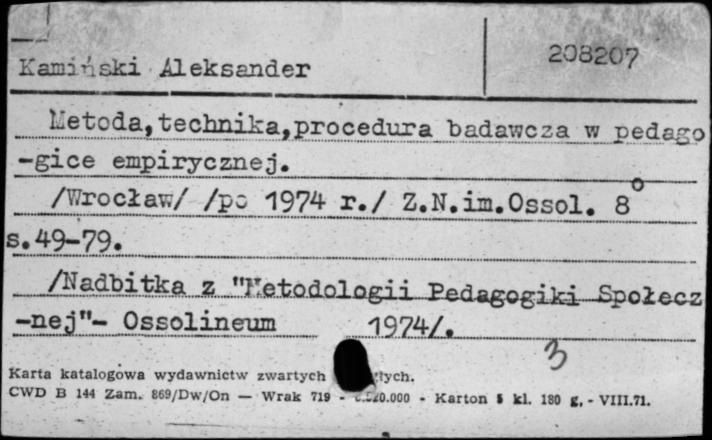 Kamiński Aleksander
208207
Metoda,technika,procedura badawcza w pedago
-gice empirycznej.
/Wrocław/ /po 1974 r./ Z.N.im.Ossol. 8º
s.49-79.
/Nadbitka z "Metodologii Pedagogiki Społecz
-nej"- Ossolineum 1974/.
3
Karta katalogowa wydawnictw zwartych
CWD B 144 Zam. 869/Dw/On — Wrak 719 - - Karton 5 kl. 180 g. - VIII.71.